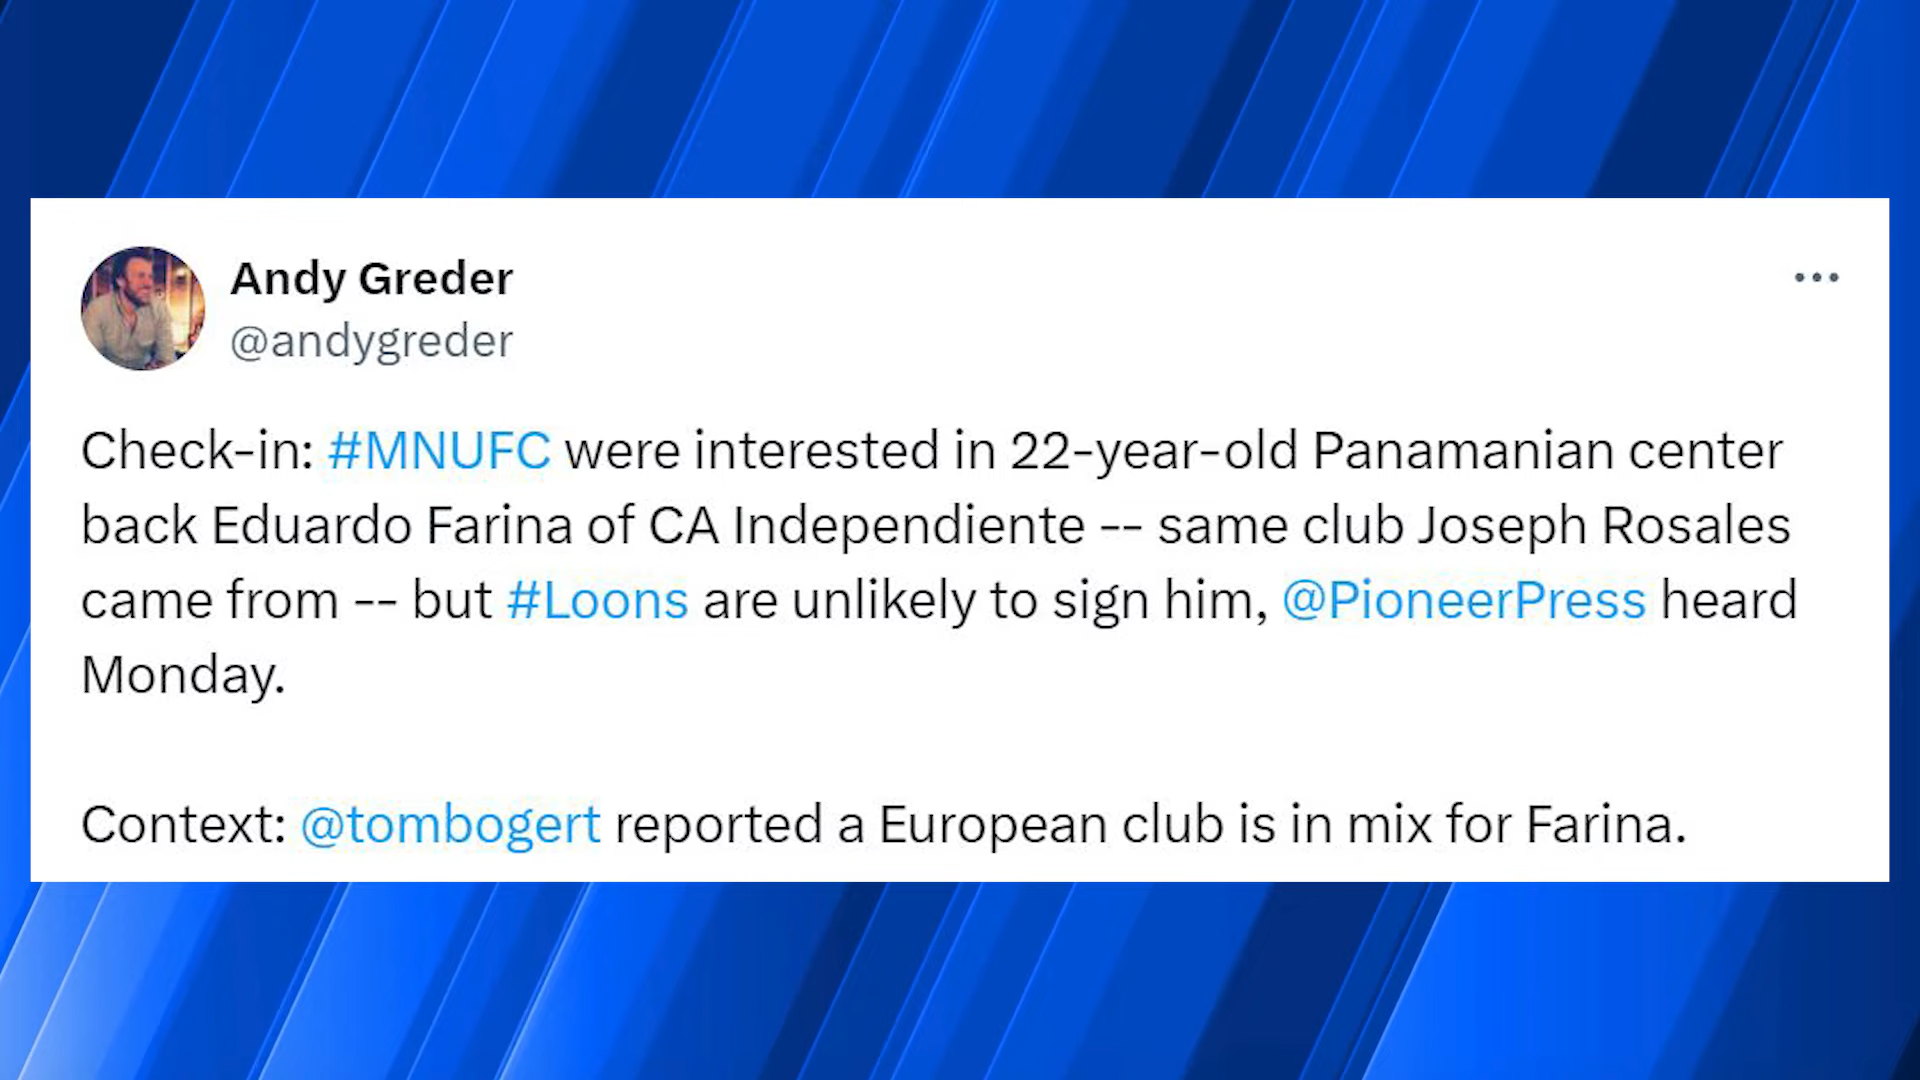 Andy Greder
@andygreder
Check-in: #MNUFC were interested in 22-year-old Panamanian center
back Eduardo Farina of CA Independiente -- same club Joseph Rosales
came from -- but #Loons are unlikely to sign him, @PioneerPress heard
Monday.
Context: @tombogert reported a European club is in mix for Farina.